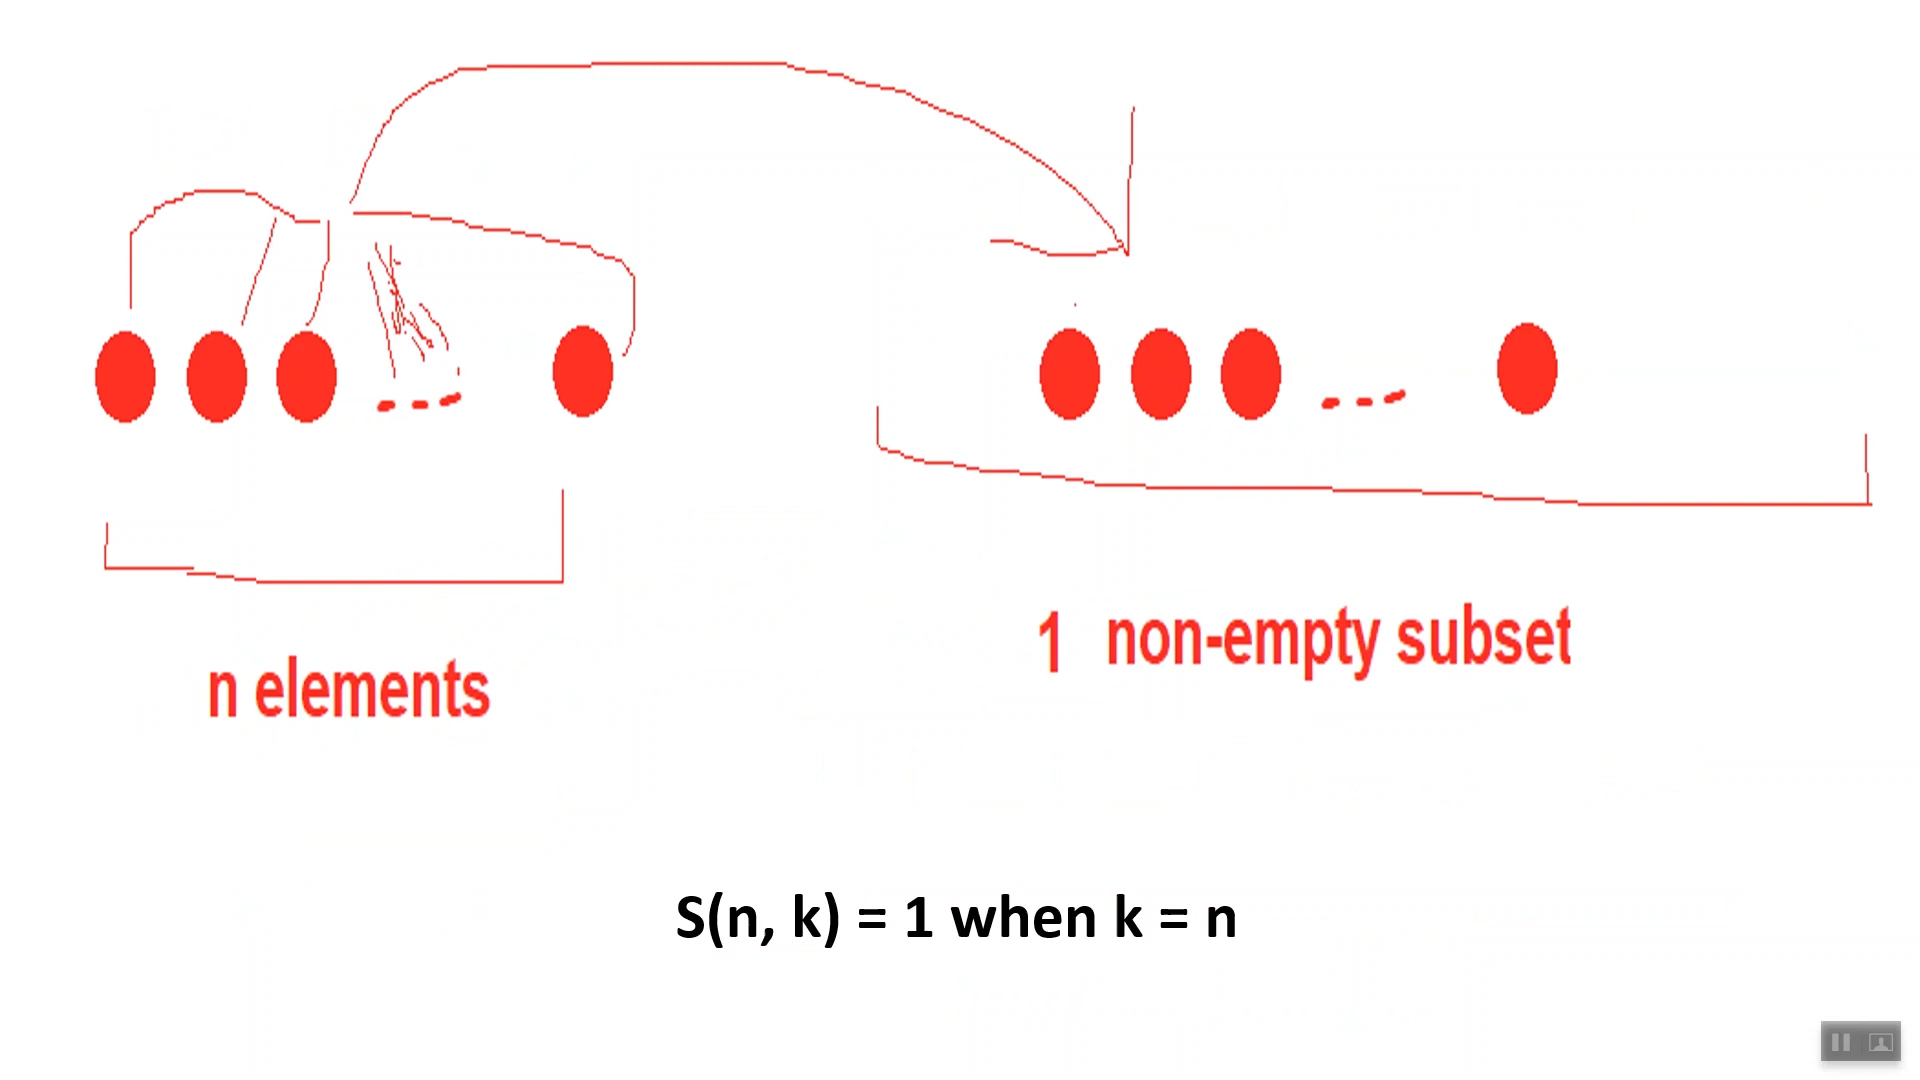 n elements
1 non-empty subset
S(n, k) = 1 when k = n